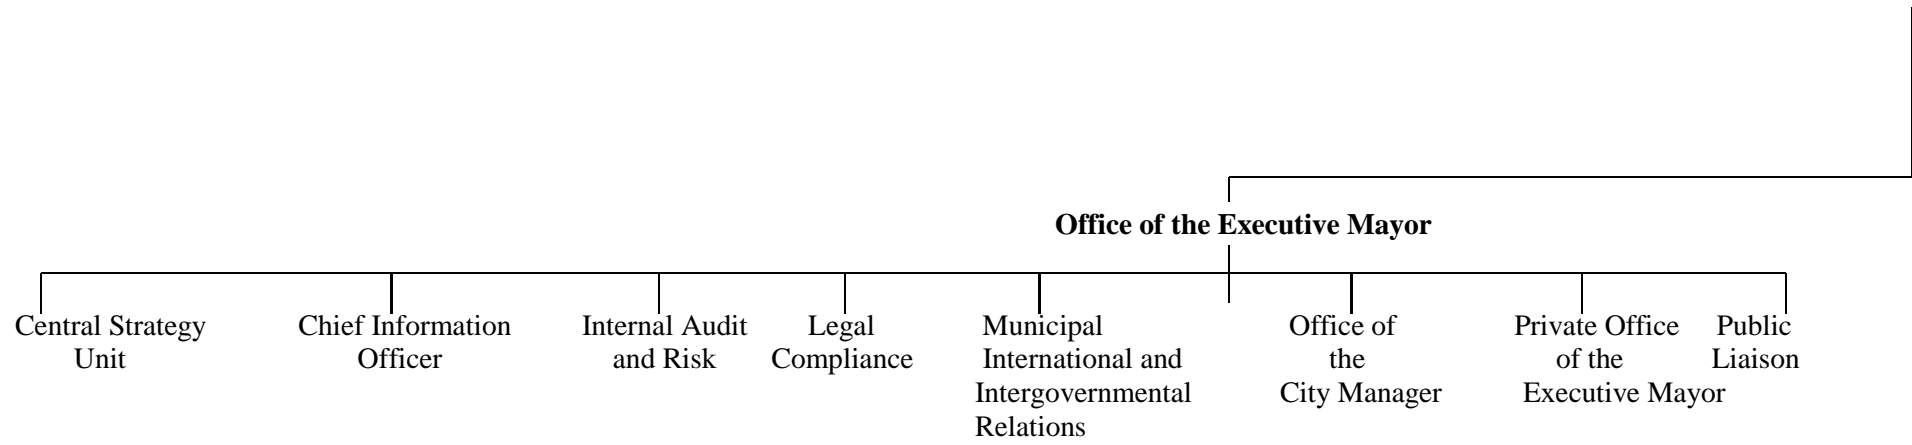 Office of the Executive Mayor
Central Strategy
Unit
Chief Information
Officer
Internal Audit
and Risk
Legal
Compliance
Municipal
International and
Intergovernmental
Relations
Office of
the
City Manager
Private Office
of the
Executive Mayor
Public
Liaison